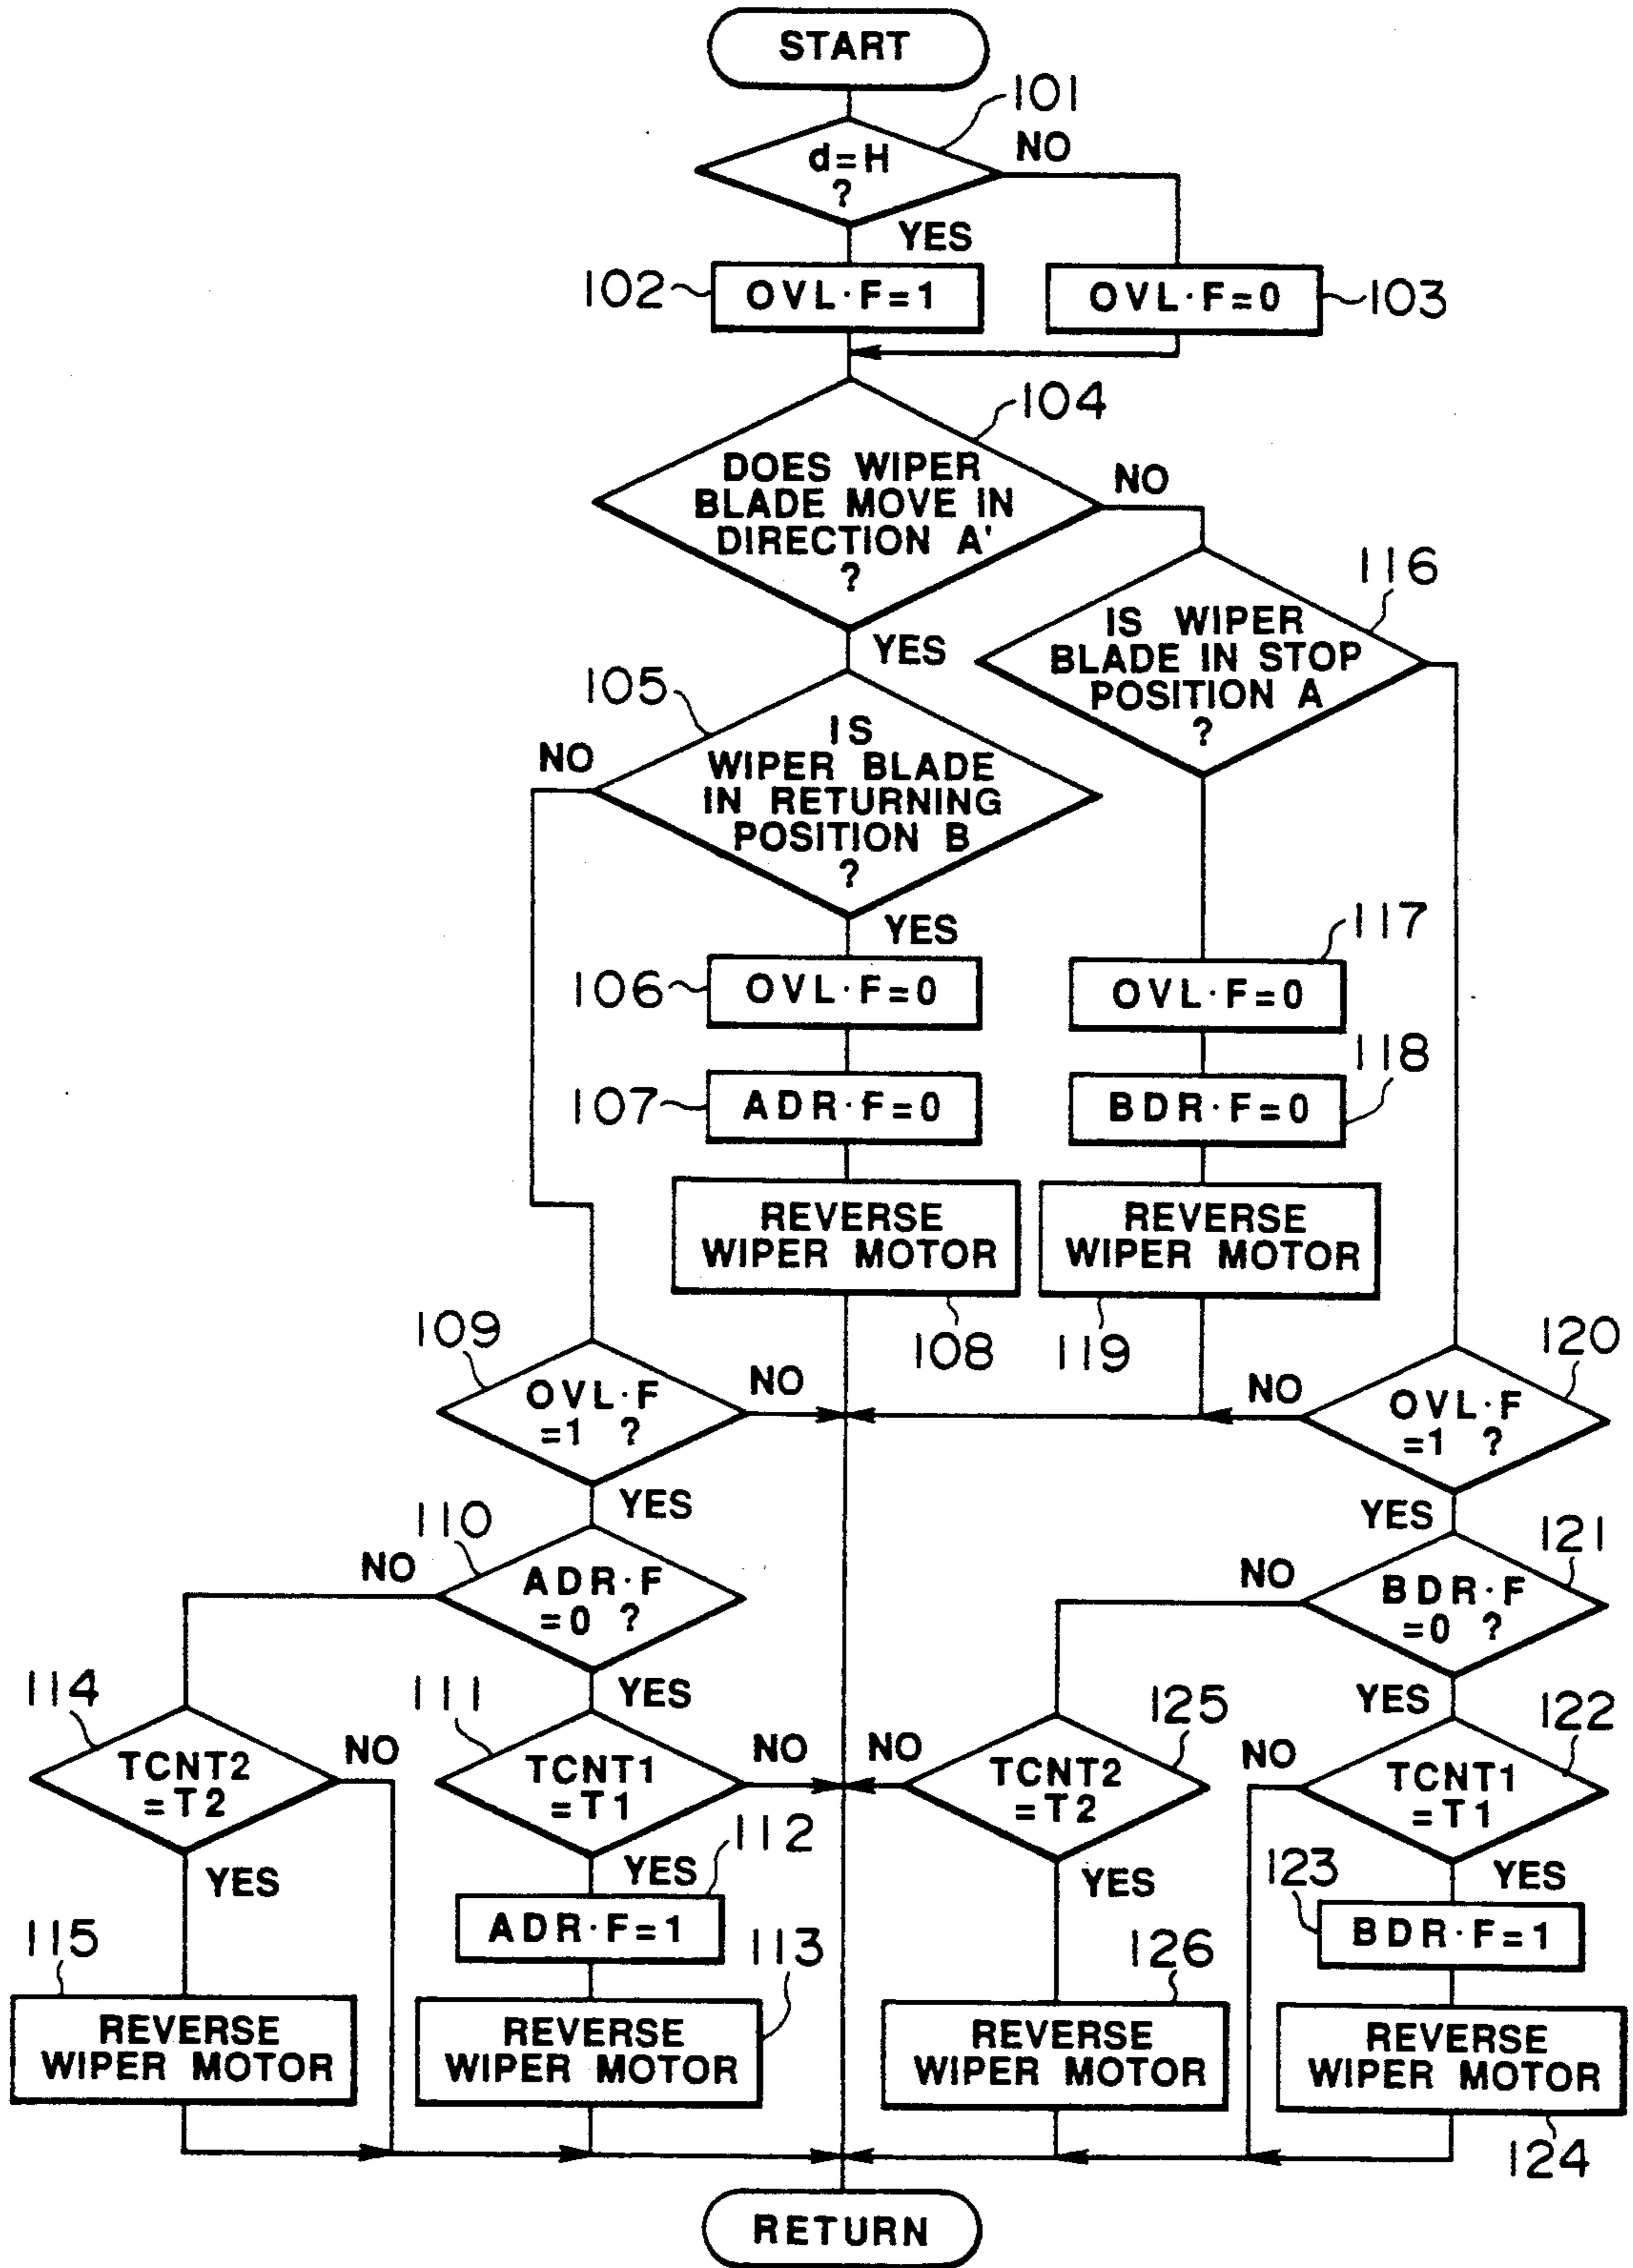 START
101
d=H
?
NO
YES
102
OVL·F=1
OVL·F=0
103
104
DOES WIPER
BLADE MOVE IN
DIRECTION A'
?
NO
YES
116
IS WIPER
BLADE IN STOP
POSITION A
?
105
IS
WIPER BLADE
IN RETURNING
POSITION B
?
NO
YES
106
OVL·F=0
117
OVL·F=0
107
ADR·F=0
118
BDR·F=0
REVERSE
WIPER MOTOR
108
REVERSE
WIPER MOTOR
119
109
OVL·F
=1 ?
NO
YES
120
OVL·F
=1 ?
NO
YES
110
ADR·F
=0 ?
NO
YES
121
BDR·F
=0 ?
NO
YES
114
TCNT2
=T2
NO
YES
111
TCNT1
=T1
NO
YES
125
TCNT2
=T2
NO
YES
122
TCNT1
=T1
NO
YES
112
ADR·F=1
123
BDR·F=1
115
REVERSE
WIPER MOTOR
113
REVERSE
WIPER MOTOR
126
REVERSE
WIPER MOTOR
REVERSE
WIPER MOTOR
124
RETURN